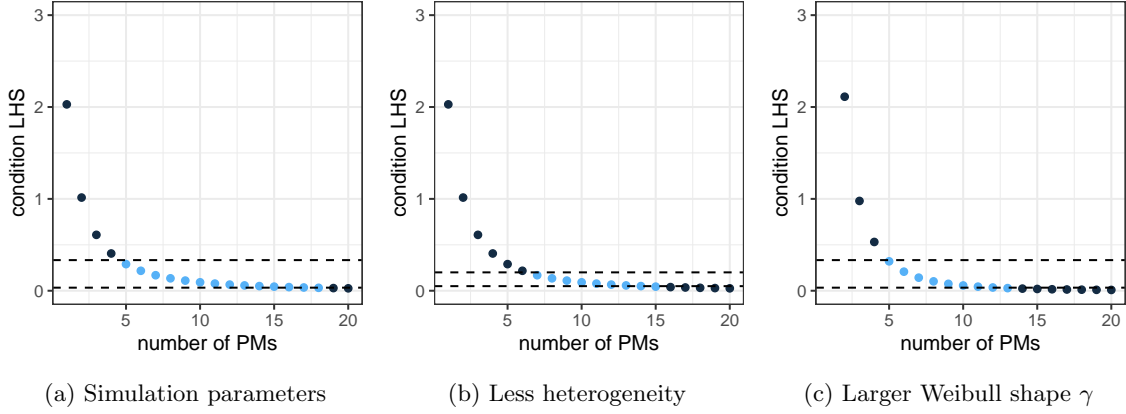 3
2
1
0
condition LHS
5
10
15
20
number of PMs
(a) Simulation parameters
3
2
1
0
condition LHS
5
10
15
20
number of PMs
(b) Less heterogeneity
3
2
1
0
condition LHS
5
10
15
20
number of PMs
(c) Larger Weibull shape γ